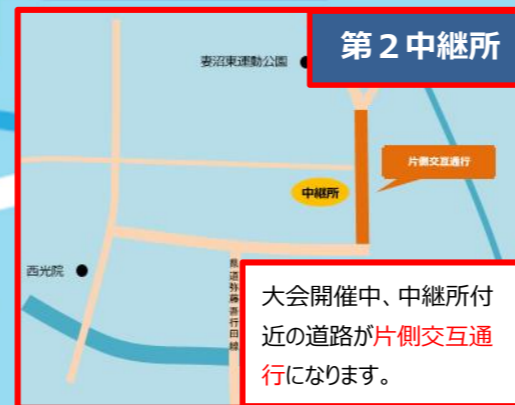 第２中継所
妻沼東運動公園
片側交互通行
中継所
西光院
県道弥藤吾行田線
大会開催中、中継所付
近の道路が片側交互通
行になります。